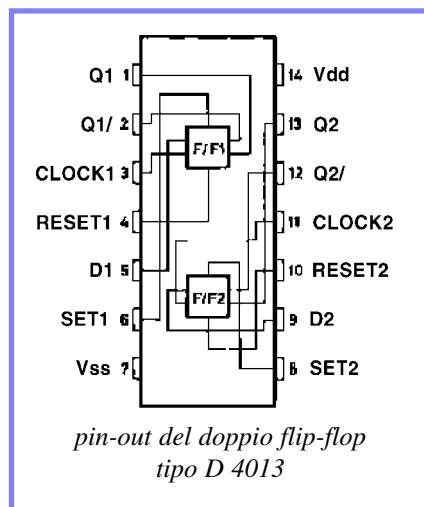 Q1 1
14 Vdd
Q1/ 2
13 Q2
F/F1
CLOCK1 3
12 Q2/
RESET1 4
11 CLOCK2
D1 5
10 RESET2
F/F2
SET1 6
9 D2
Vss 7
8 SET2
pin-out del doppio flip-flop
tipo D 4013